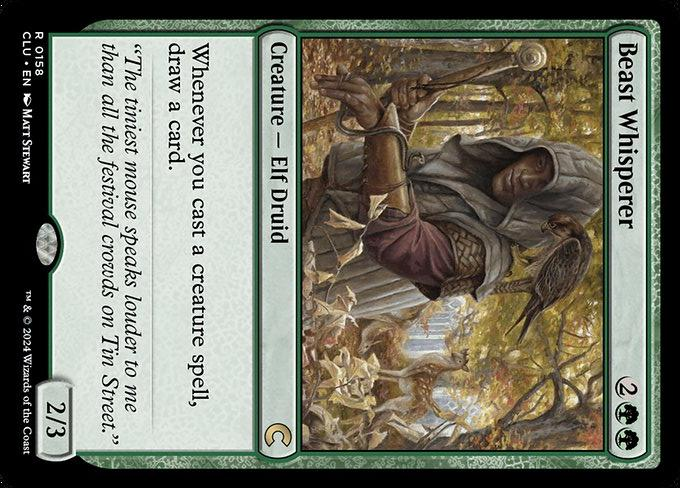 Beast Whisperer 2
Creature — Elf Druid
Whenever you cast a creature spell,
draw a card.
“The tiniest mouse speaks louder to me
than all the festival crowds on Tin Street.”
2/3
R 0158
CLU • EN Matt Stewart
™ & © 2024 Wizards of the Coast